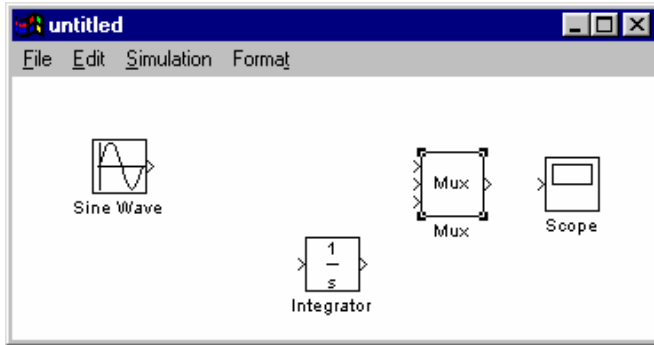 untitled
File Edit Simulation Format
Sine Wave
Mux
Mux
Scope
1
s
Integrator